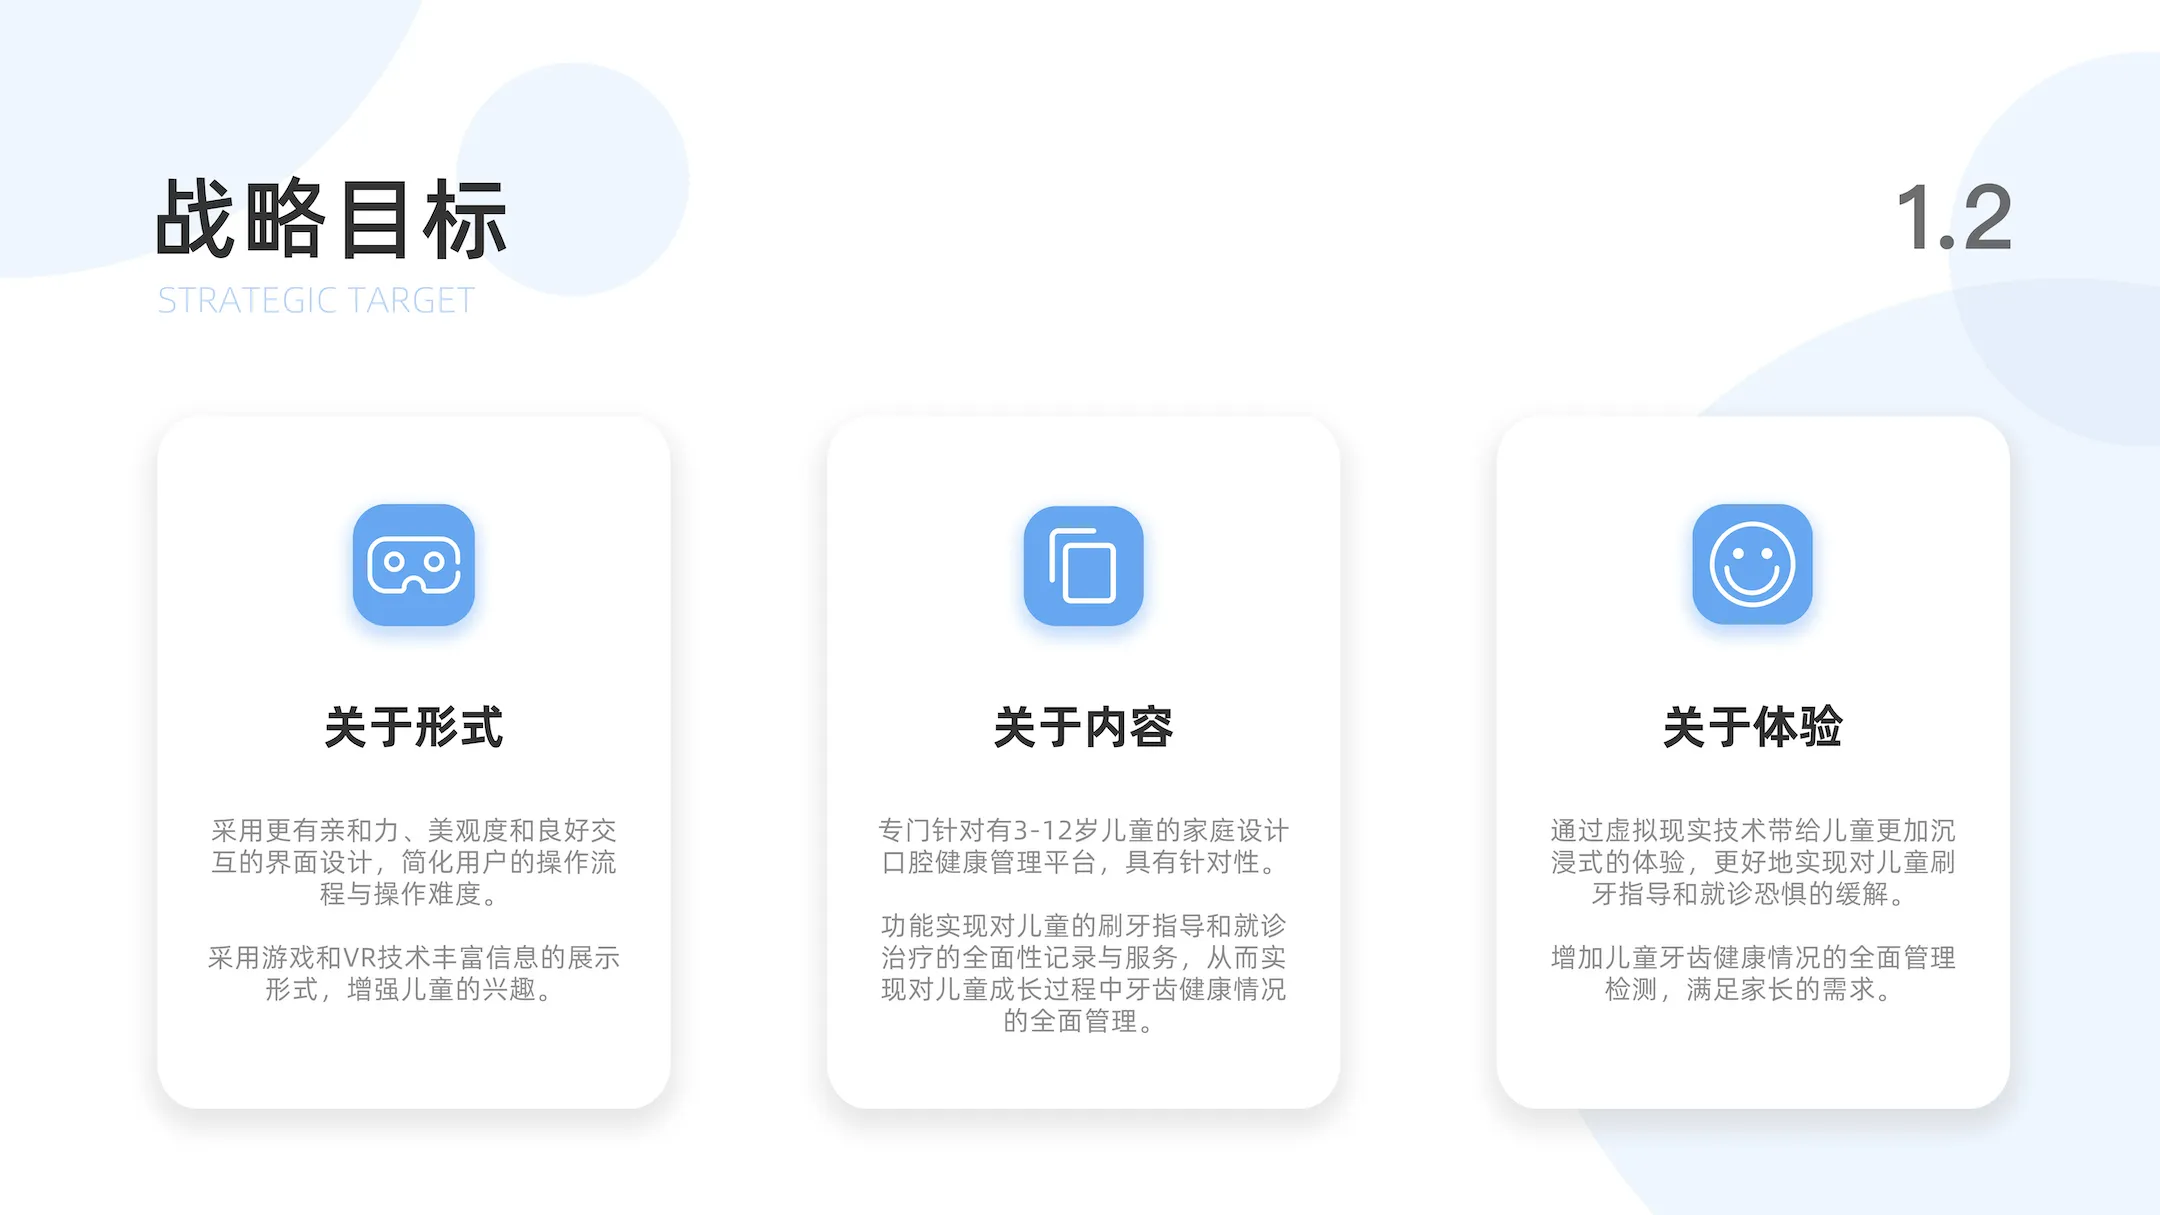 战略目标
STRATEGIC TARGET
1.2
关于形式
采用更有亲和力、美观度和良好交
互的界面设计，简化用户的操作流
程与操作难度。
采用游戏和VR技术丰富信息的展示
形式，增强儿童的兴趣。
关于内容
专门针对有3-12岁儿童的家庭设计
口腔健康管理平台，具有针对性。
功能实现对儿童的刷牙指导和就诊
治疗的全面性记录与服务，从而实
现对儿童成长过程中牙齿健康情况
的全面管理。
关于体验
通过虚拟现实技术带给儿童更加沉
浸式的体验，更好地实现对儿童刷
牙指导和就诊恐惧的缓解。
增加儿童牙齿健康情况的全面管理
检测，满足家长的需求。